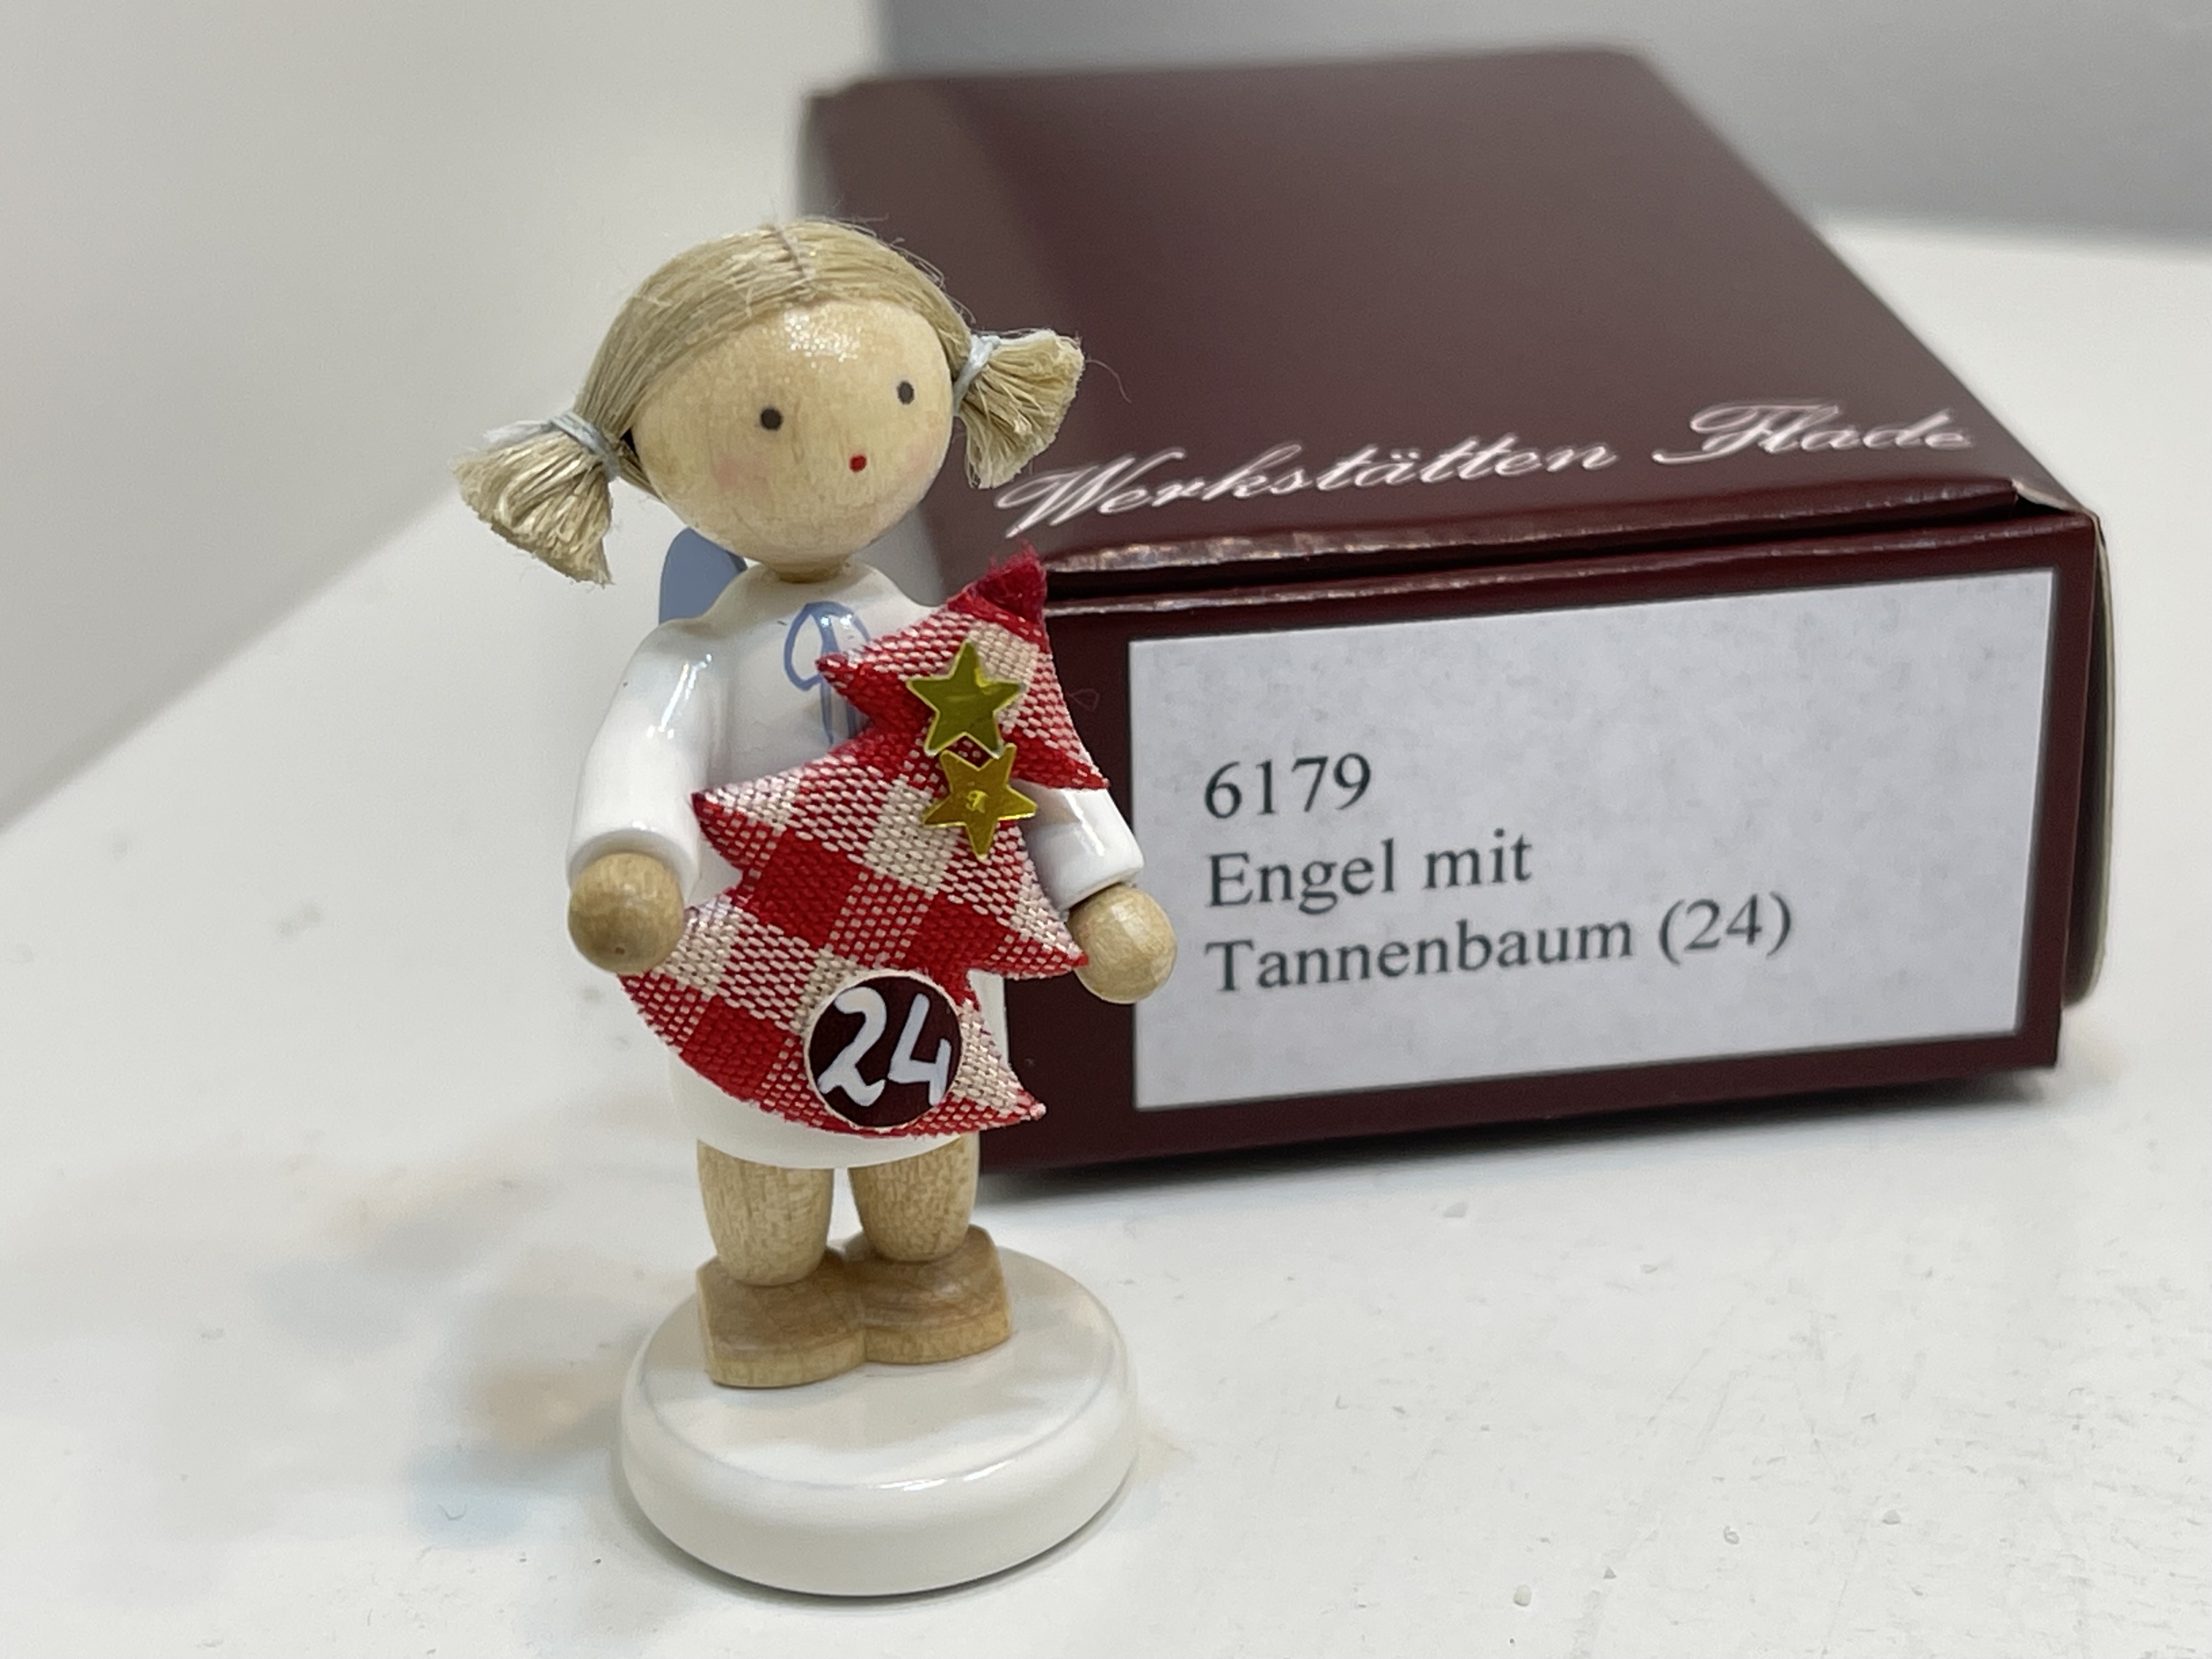 Werkstätten Flade
6179
Engel mit
Tannenbaum (24)
24